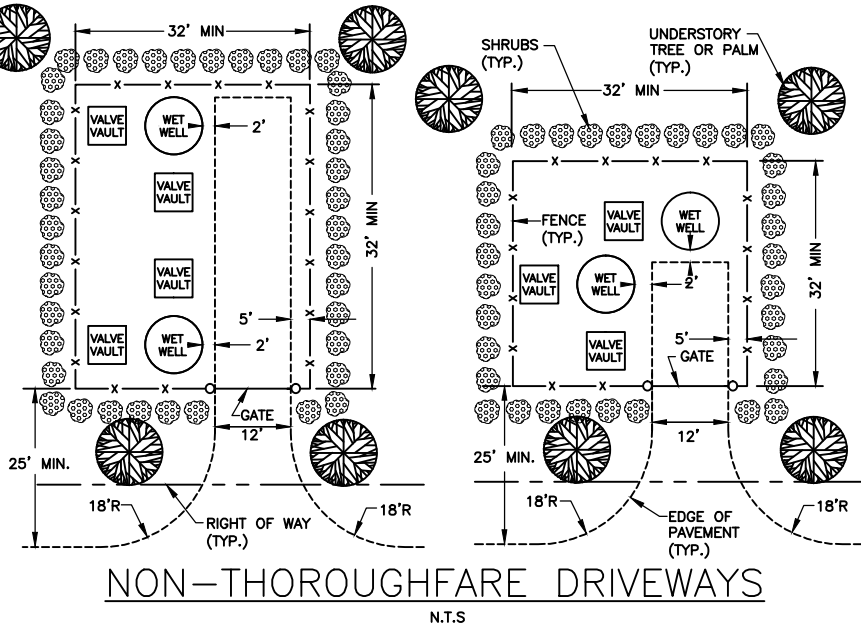 32' MIN
VALVE
VAULT
WET
WELL
2'
VALVE
VAULT
32' MIN
VALVE
VAULT
5'
VALVE
VAULT
WET
WELL
2'
GATE
12'
25' MIN.
18'R
RIGHT OF WAY
(TYP.)
18'R
SHRUBS
(TYP.)
UNDERSTORY
TREE OR PALM
(TYP.)
32' MIN
FENCE
(TYP.)
VALVE
VAULT
WET
WELL
32' MIN
VALVE
VAULT
WET
WELL
2'
VALVE
VAULT
5'
GATE
12'
25' MIN.
18'R
EDGE OF
PAVEMENT
(TYP.)
18'R
NON-THOROUGHFARE DRIVEWAYS
N.T.S